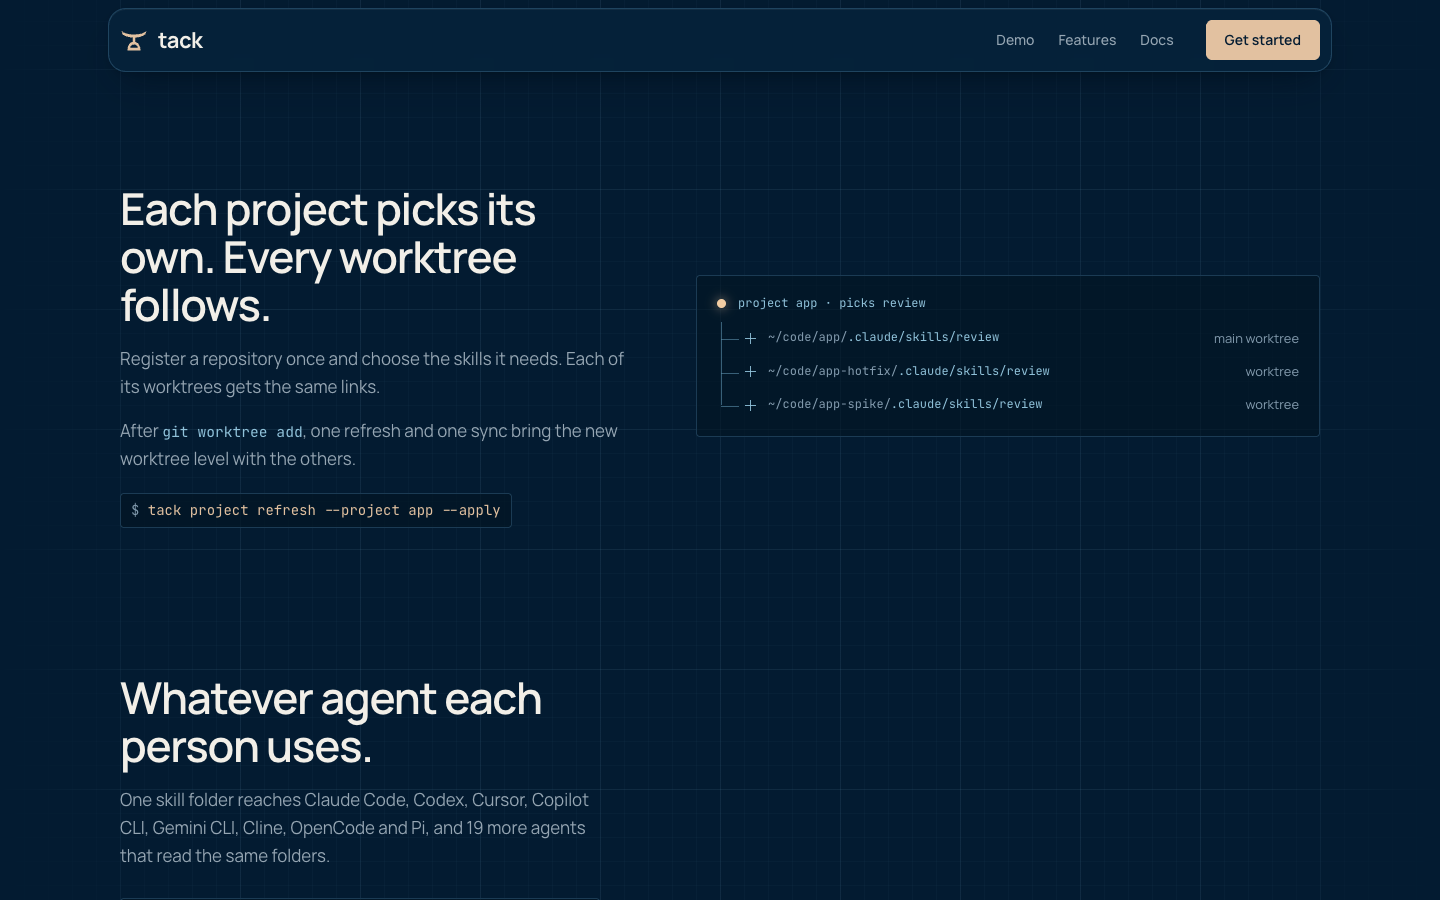 tack
Demo
Features
Docs
Get started
Each project picks its
own. Every worktree
follows.
Register a repository once and choose the skills it needs. Each of
its worktrees gets the same links.
After git worktree add, one refresh and one sync bring the new
worktree level with the others.
$ tack project refresh --project app --apply
project app · picks review
~/code/app/.claude/skills/review main worktree
~/code/app-hotfix/.claude/skills/review worktree
~/code/app-spike/.claude/skills/review worktree
Whatever agent each
person uses.
One skill folder reaches Claude Code, Codex, Cursor, Copilot
CLI, Gemini CLI, Cline, OpenCode and Pi, and 19 more agents
that read the same folders.